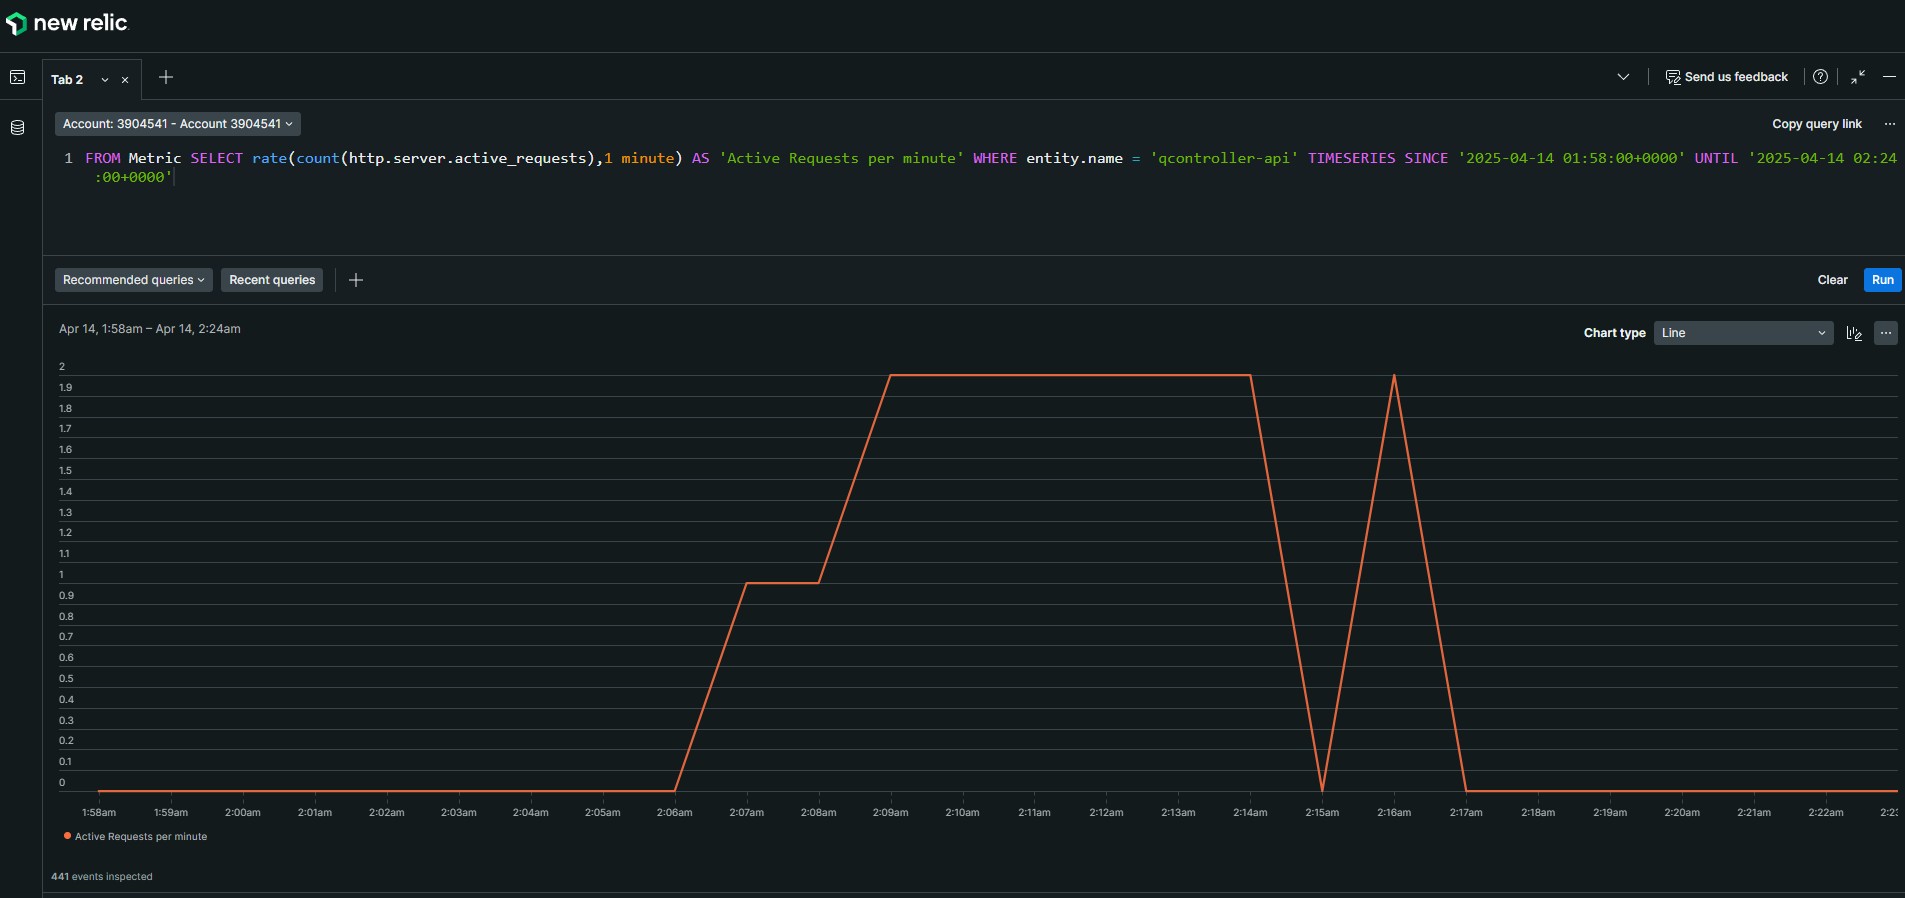 new relic
Tab 2
Send us feedback
Account: 3904541 - Account 3904541
Copy query link
1 FROM Metric SELECT rate(count(http.server.active_requests),1 minute) AS 'Active Requests per minute' WHERE entity.name = 'qcontroller-api' TIMESERIES SINCE '2025-04-14 01:58:00+0000' UNTIL '2025-04-14 02:24
:00+0000'
Recommended queries
Recent queries
Clear
Run
Apr 14, 1:58am – Apr 14, 2:24am
Chart type
Line
2
1.9
1.8
1.7
1.6
1.5
1.4
1.3
1.2
1.1
1
0.9
0.8
0.7
0.6
0.5
0.4
0.3
0.2
0.1
0
1:58am 1:59am 2:00am 2:01am 2:02am 2:03am 2:04am 2:05am 2:06am 2:07am 2:08am 2:09am 2:10am 2:11am 2:12am 2:13am 2:14am 2:15am 2:16am 2:17am 2:18am 2:19am 2:20am 2:21am 2:22am
Active Requests per minute
441 events inspected